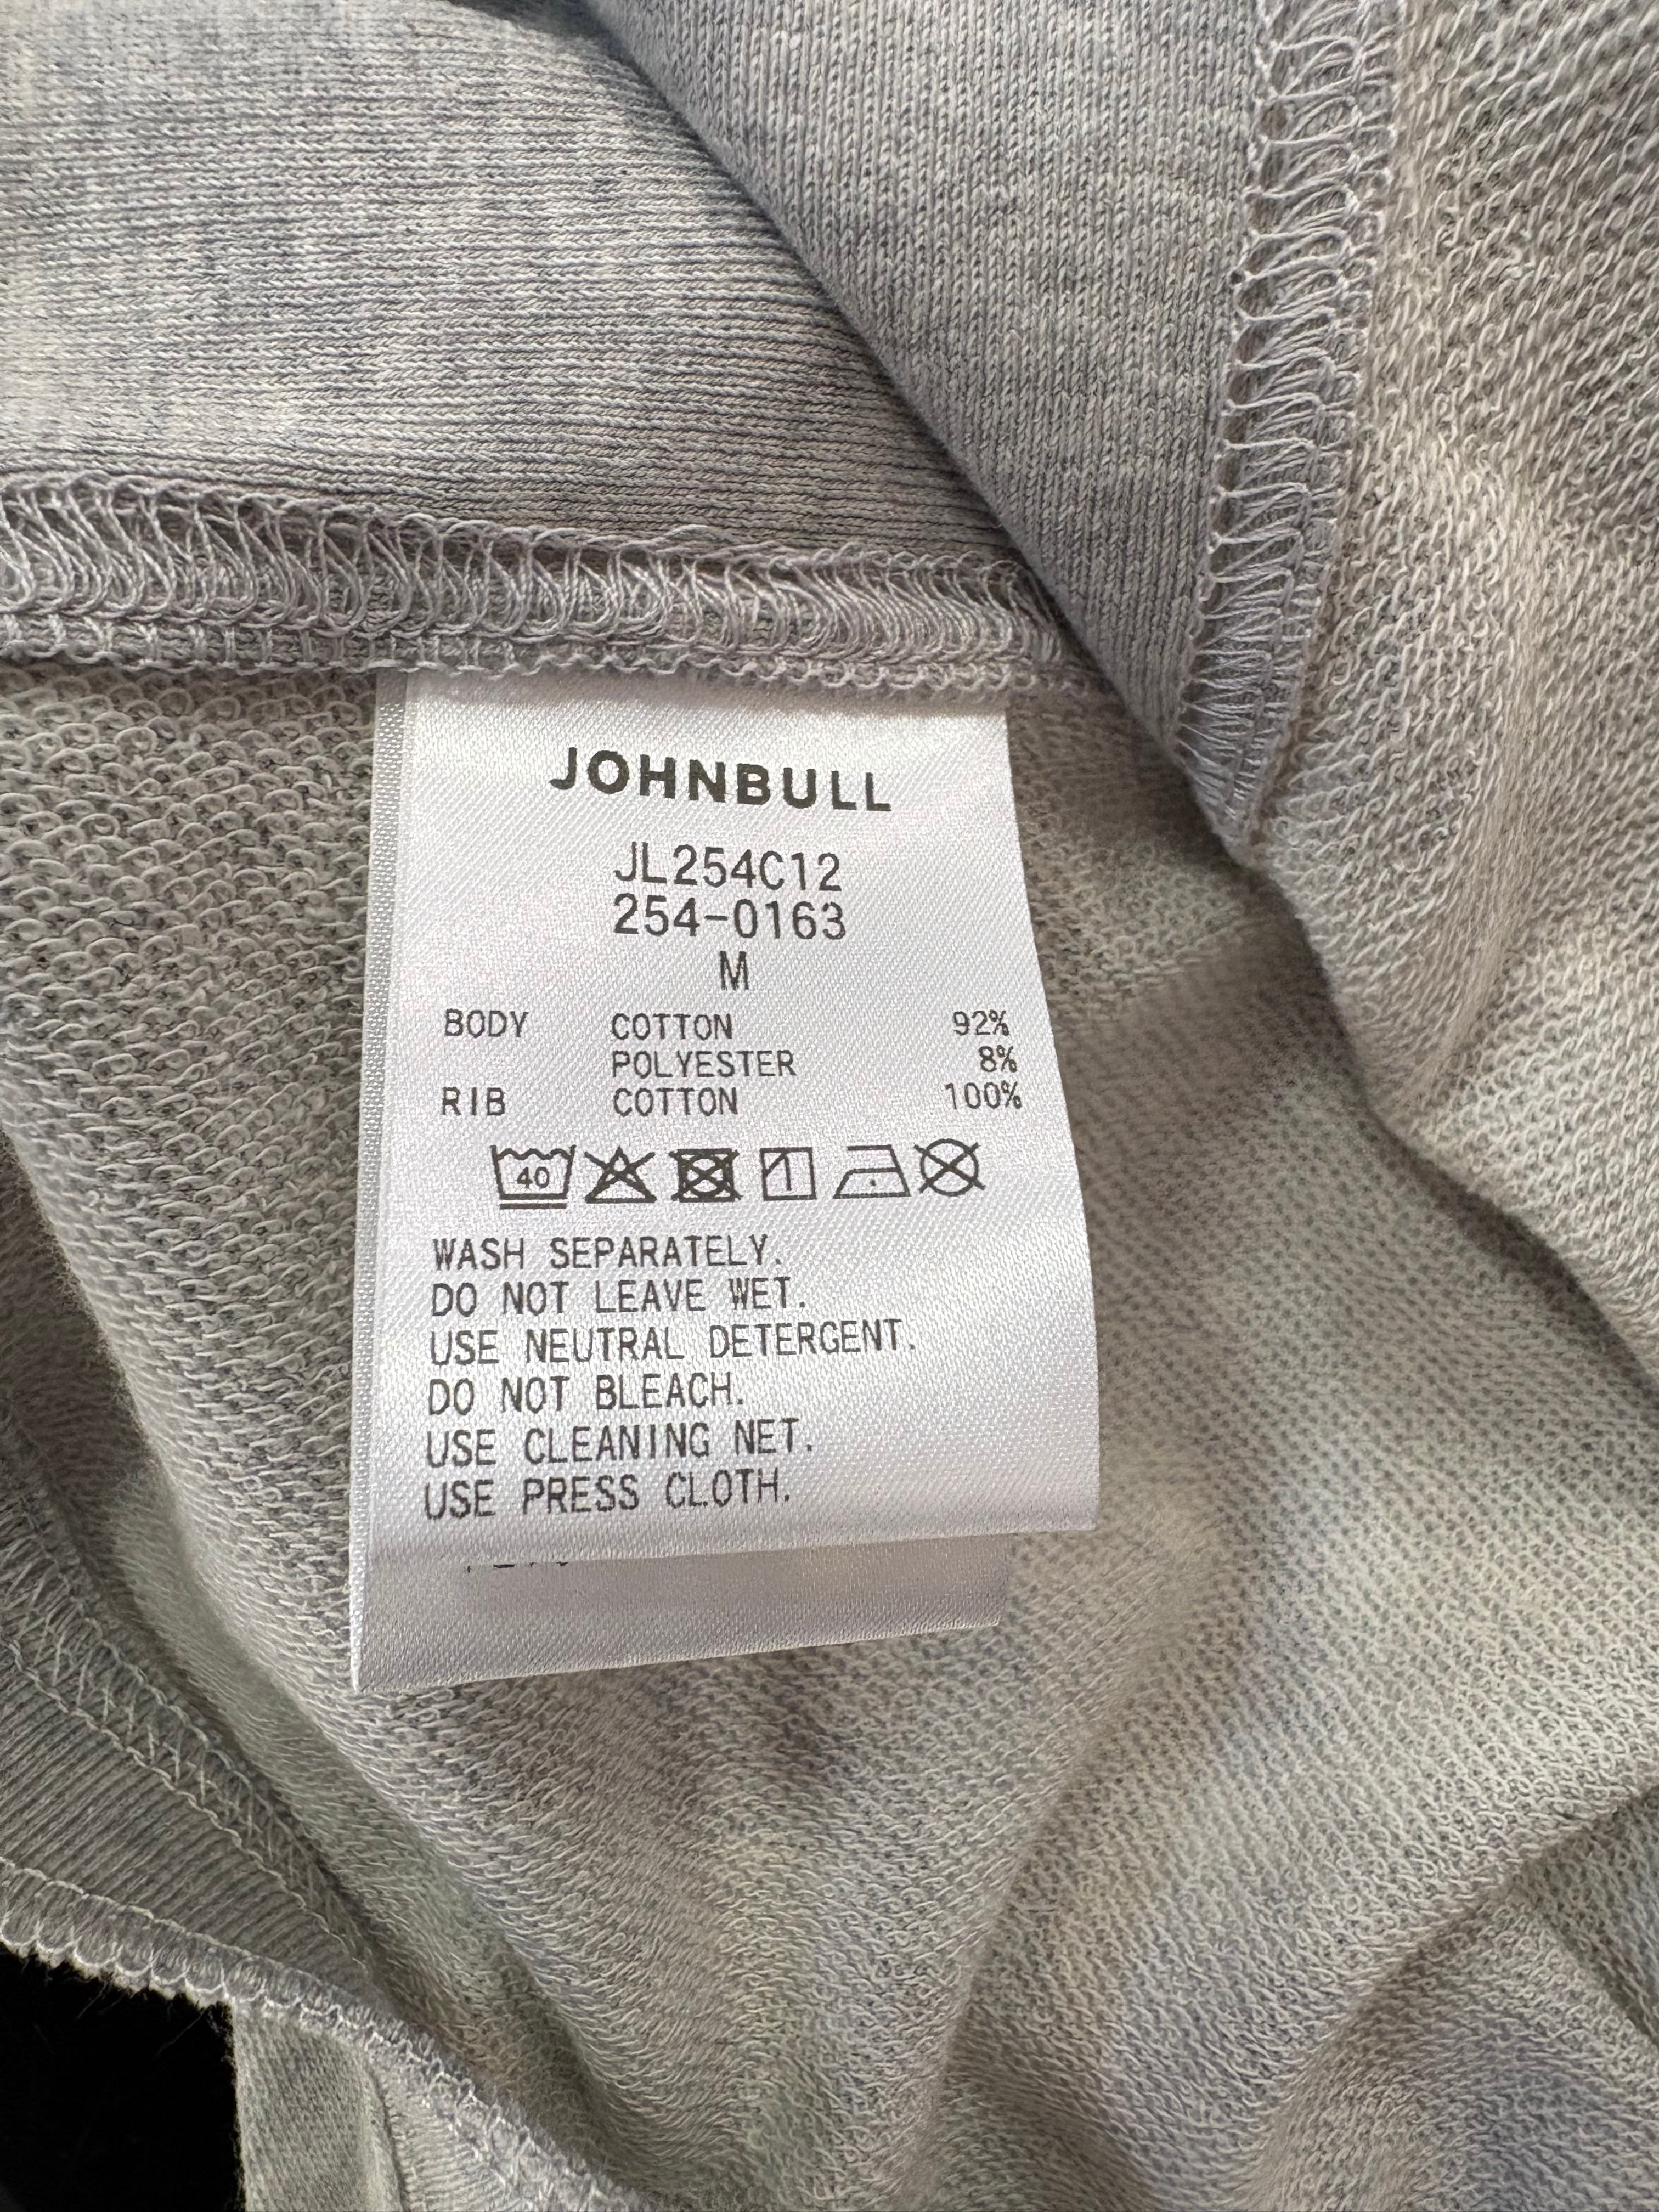 JOHNBULL
JL254C12
254-0163
M
BODY COTTON 92%
POLYESTER 8%
RIB COTTON 100%
40
WASH SEPARATELY.
DO NOT LEAVE WET.
USE NEUTRAL DETERGENT.
DO NOT BLEACH.
USE CLEANING NET.
USE PRESS CLOTH.